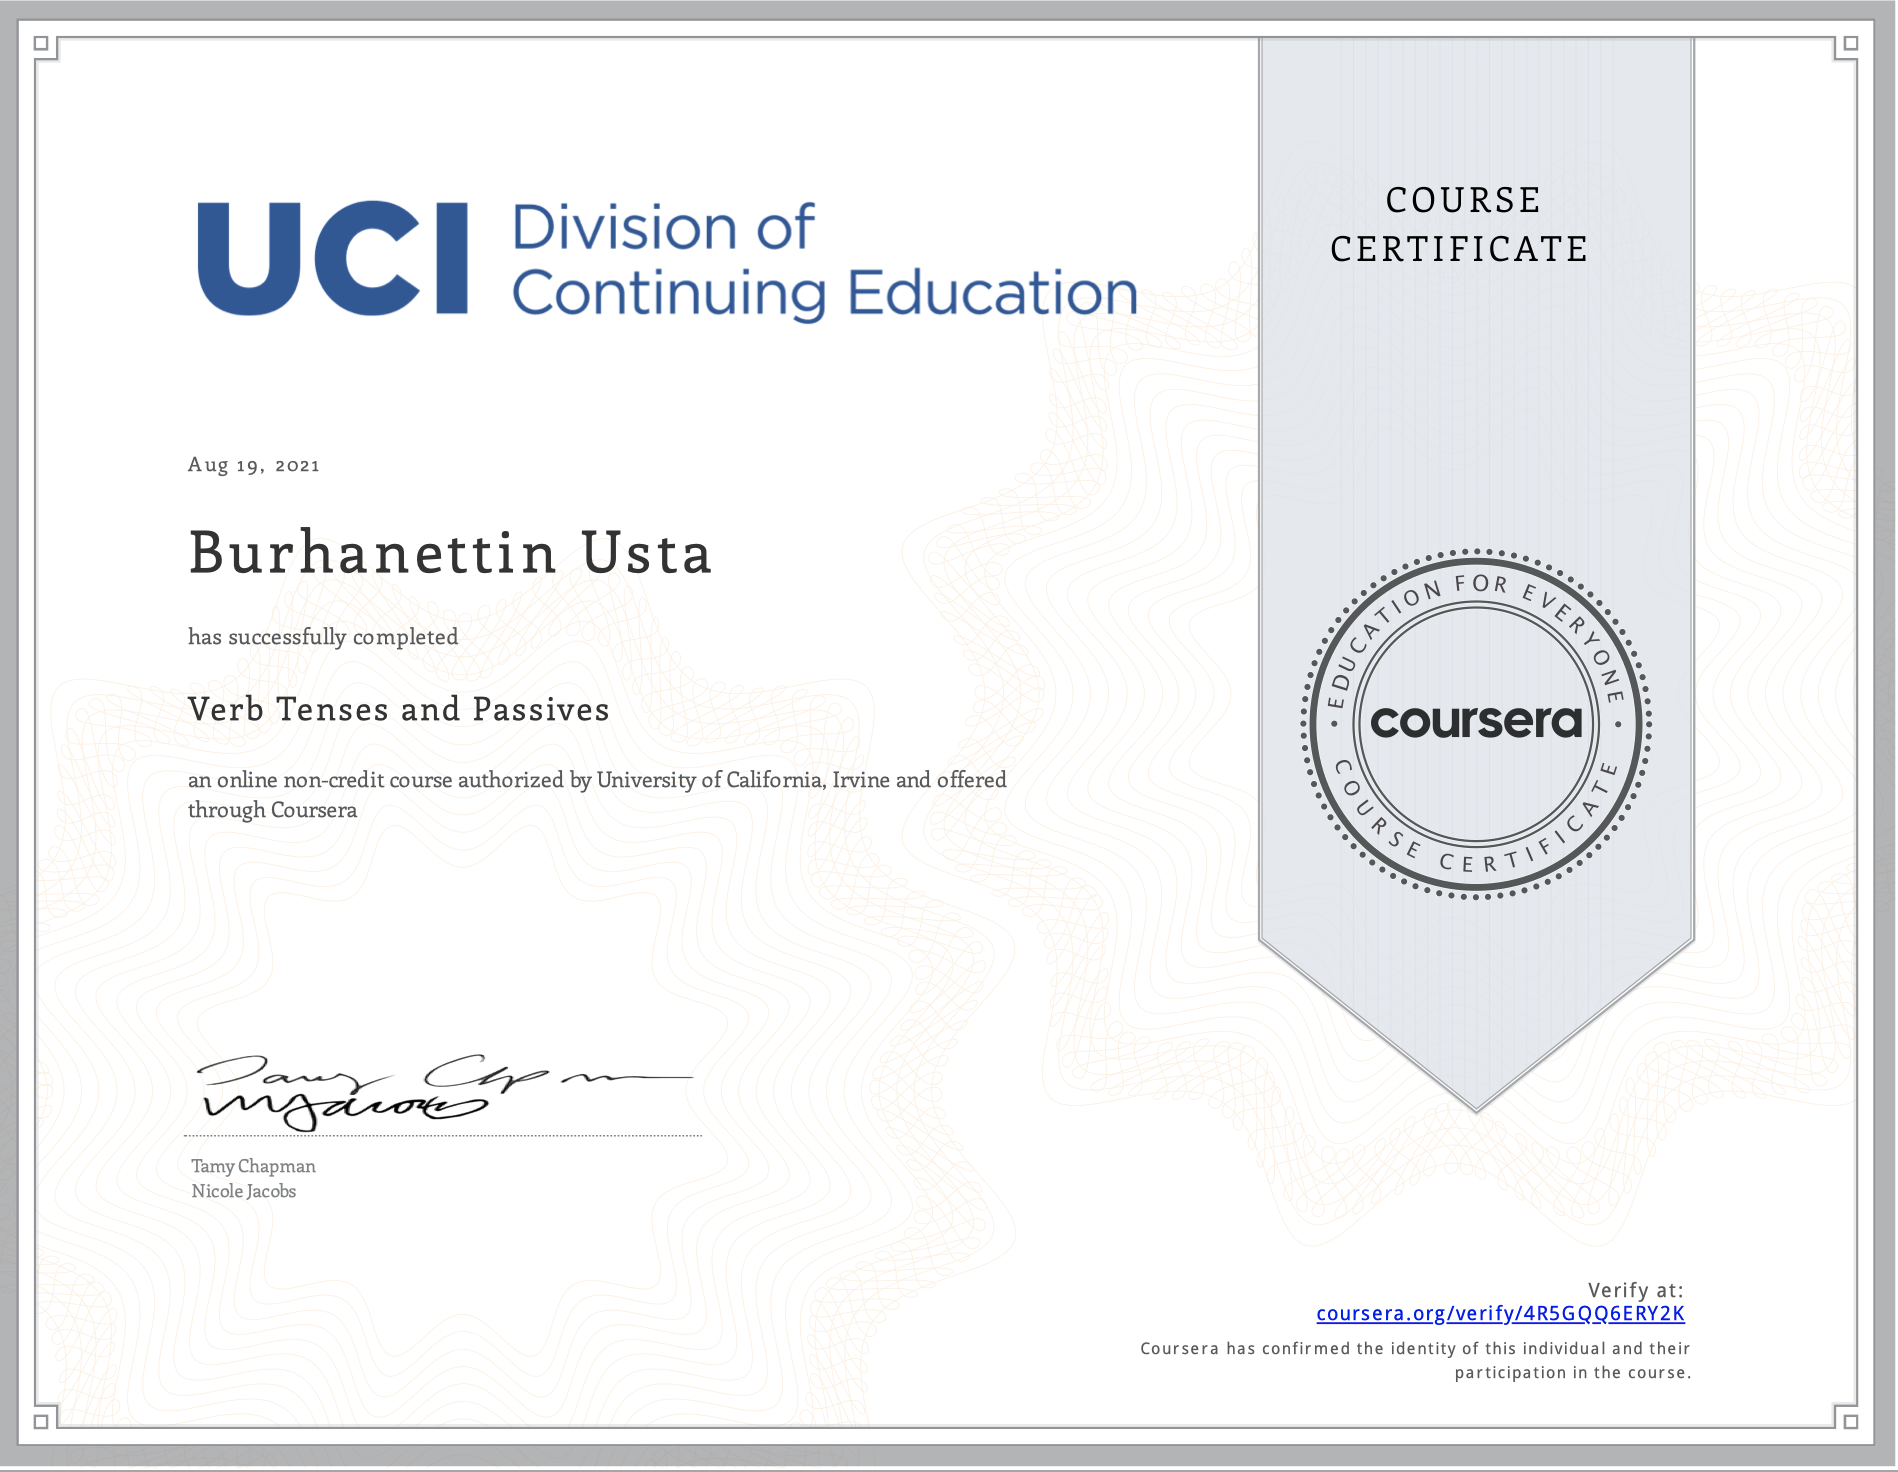 UCI Division of
Continuing Education
COURSE
CERTIFICATE
Aug 19, 2021
Burhanettin Usta
has successfully completed
Verb Tenses and Passives
an online non-credit course authorized by University of California, Irvine and offered
through Coursera
EDUCATION FOR EVERYONE
coursera
COURSE CERTIFICATE
Tamy Chapman
Nicole Jacobs
Verify at:
coursera.org/verify/4R5GQQ6ERY2K
Coursera has confirmed the identity of this individual and their
participation in the course.